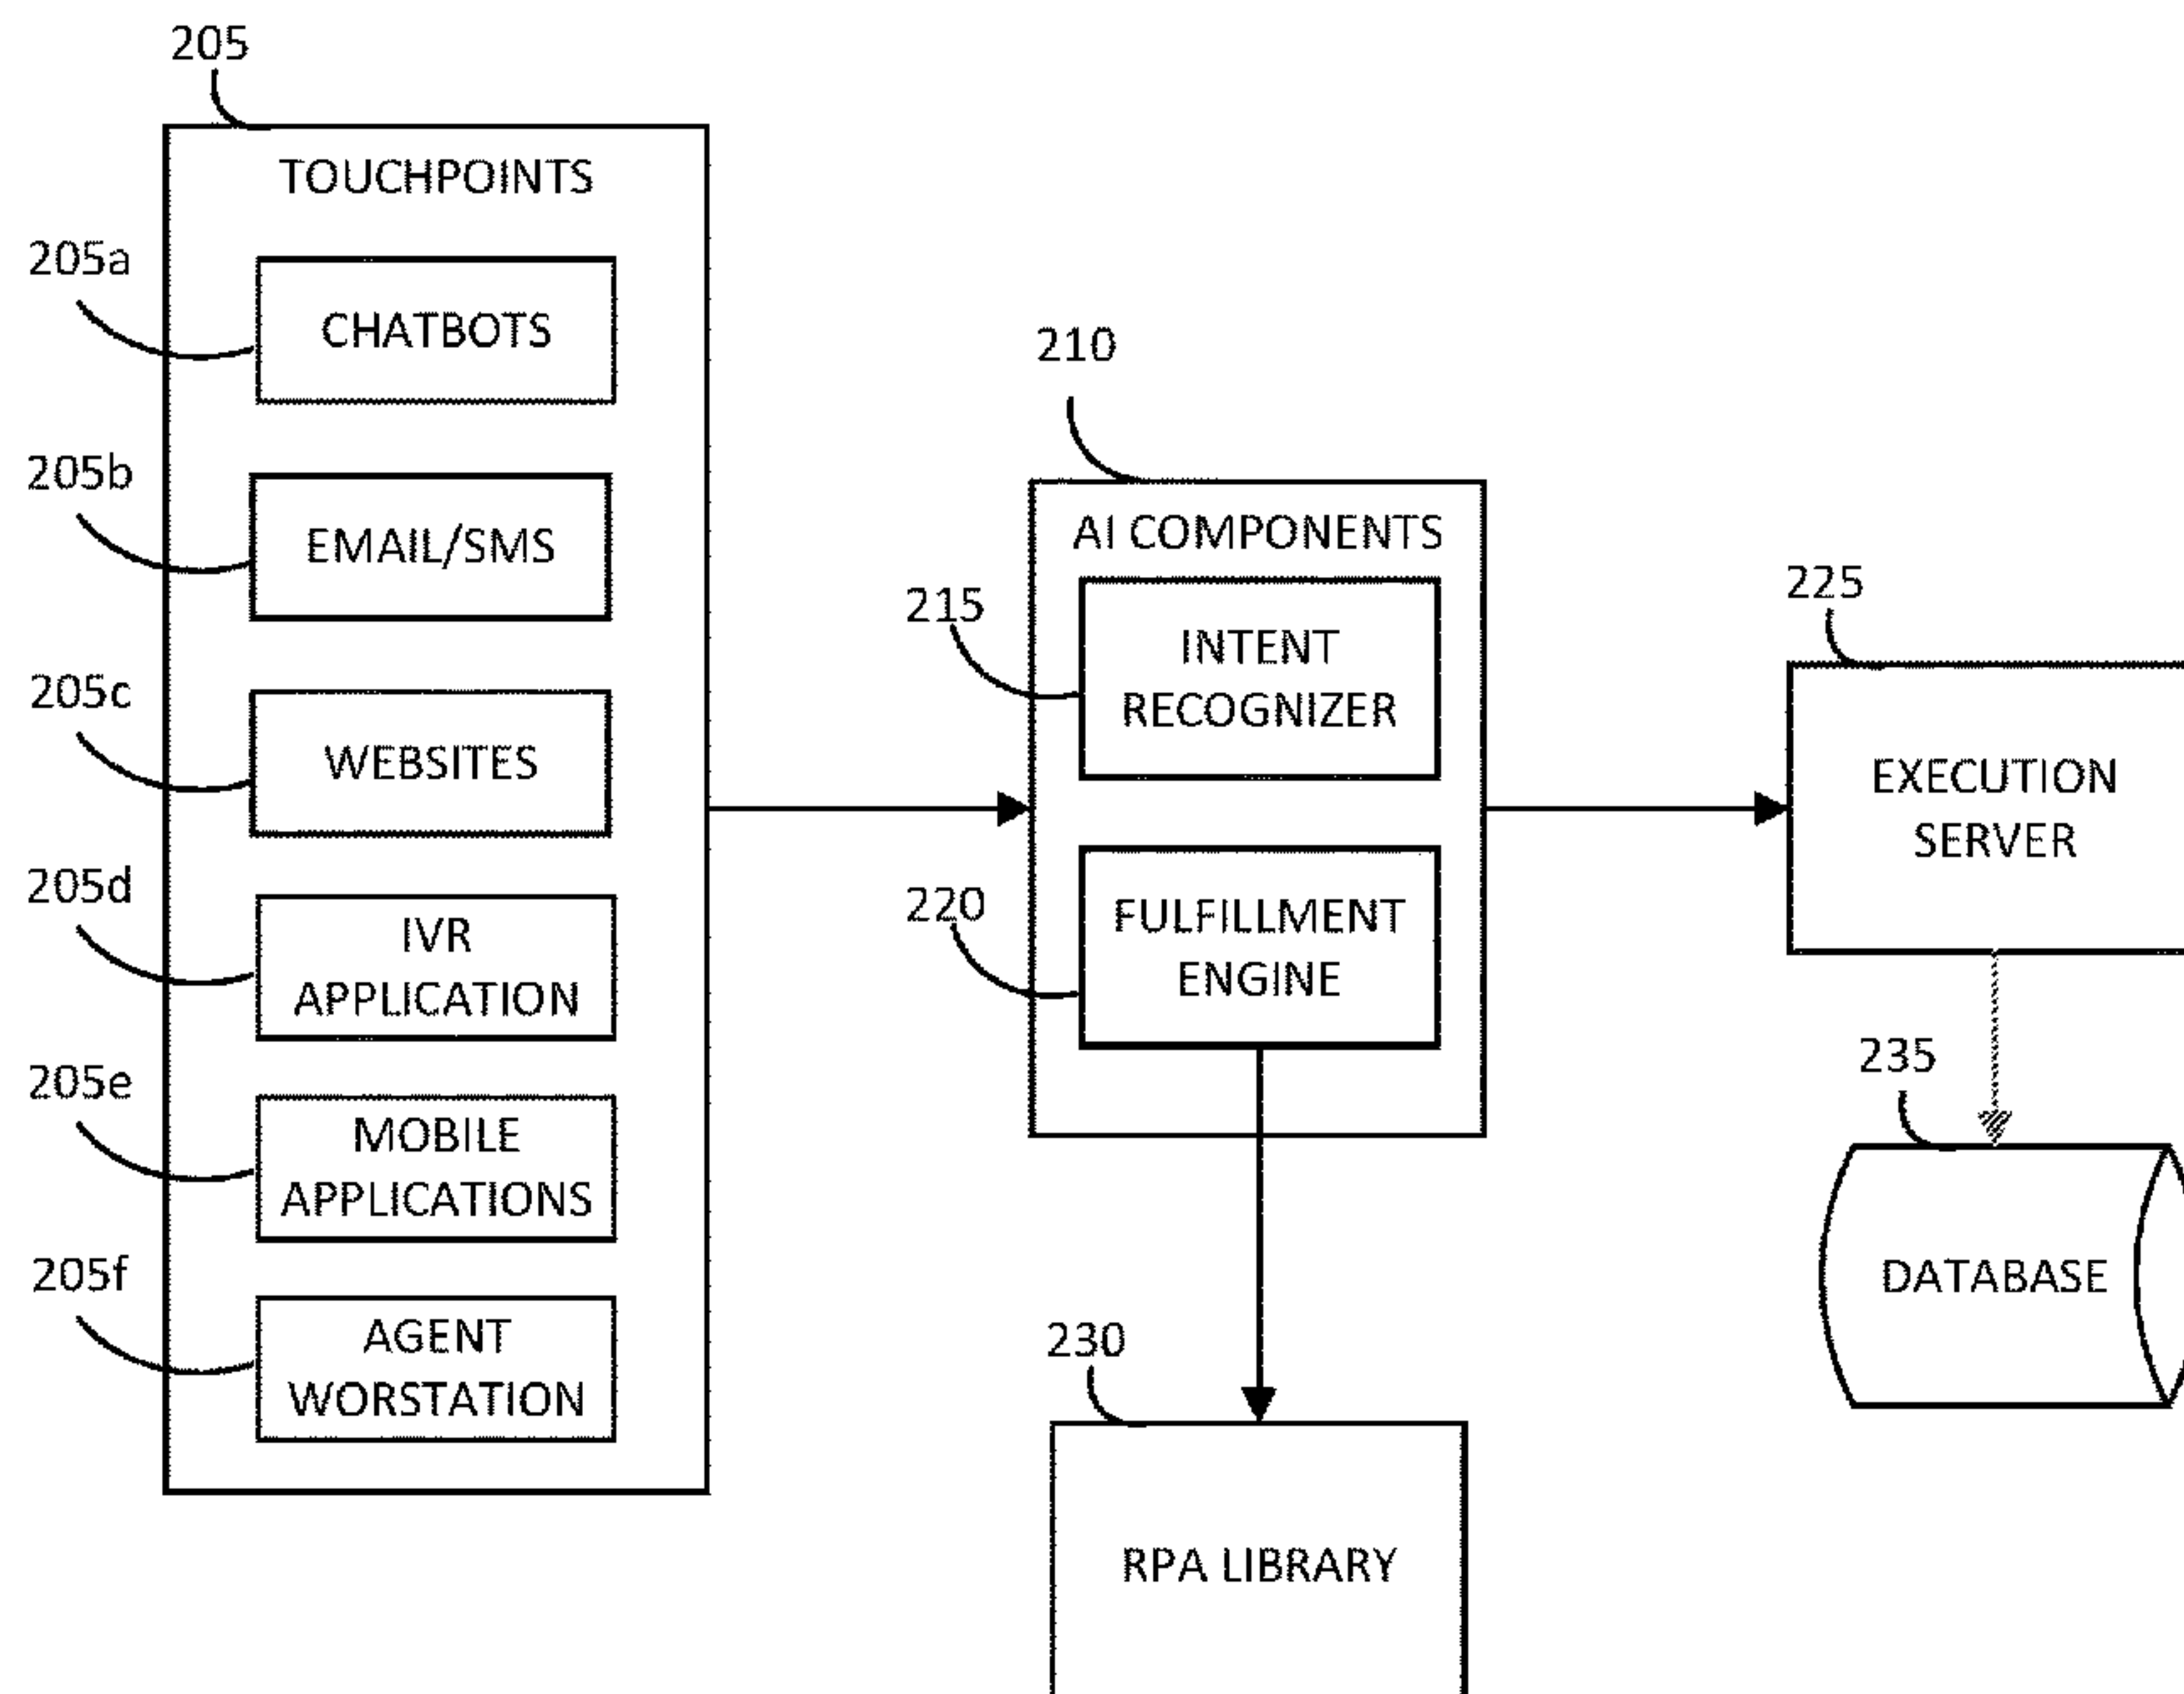 205
TOUCHPOINTS
205a
CHATBOTS
205b
EMAIL/SMS
205c
WEBSITES
205d
IVR
APPLICATION
205e
MOBILE
APPLICATIONS
205f
AGENT
WORSTATION
210
AI COMPONENTS
215
INTENT
RECOGNIZER
220
FULFILLMENT
ENGINE
225
EXECUTION
SERVER
230
RPA LIBRARY
235
DATABASE